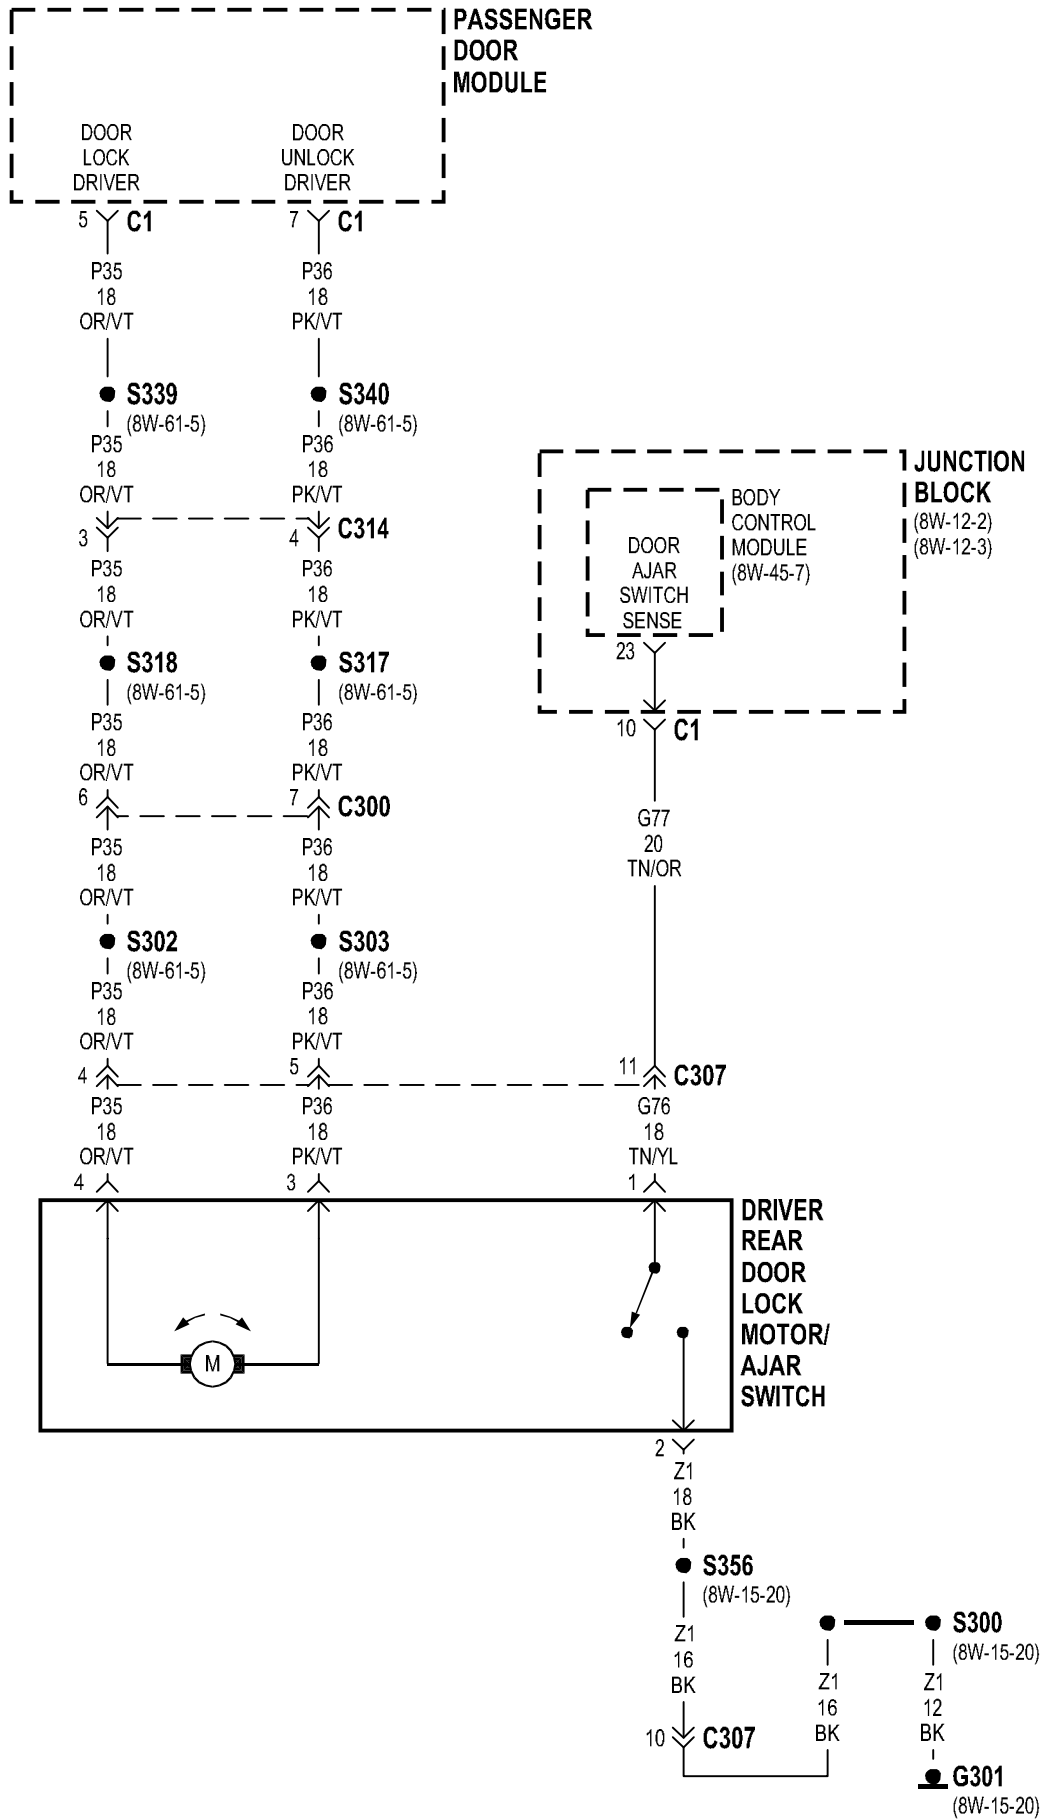 PASSENGER
DOOR
MODULE
DOOR
LOCK
DRIVER
DOOR
UNLOCK
DRIVER
5 C1
7 C1
P35
18
OR/VT
P36
18
PK/VT
S339
(8W-61-5)
S340
(8W-61-5)
P35
18
OR/VT
P36
18
PK/VT
3
4 C314
P35
18
OR/VT
P36
18
PK/VT
S318
(8W-61-5)
S317
(8W-61-5)
P35
18
OR/VT
P36
18
PK/VT
6
7 C300
P35
18
OR/VT
P36
18
PK/VT
S302
(8W-61-5)
S303
(8W-61-5)
P35
18
OR/VT
P36
18
PK/VT
JUNCTION
BLOCK
(8W-12-2)
(8W-12-3)
BODY
CONTROL
MODULE
(8W-45-7)
DOOR
AJAR
SWITCH
SENSE
23
10 C1
G77
20
TN/OR
4
5
11 C307
P35
18
OR/VT
P36
18
PK/VT
G76
18
TN/YL
4
3
1
DRIVER
REAR
DOOR
LOCK
MOTOR/
AJAR
SWITCH
M
2
Z1
18
BK
S356
(8W-15-20)
Z1
16
BK
10 C307
S300
(8W-15-20)
Z1
16
BK
Z1
12
BK
G301
(8W-15-20)